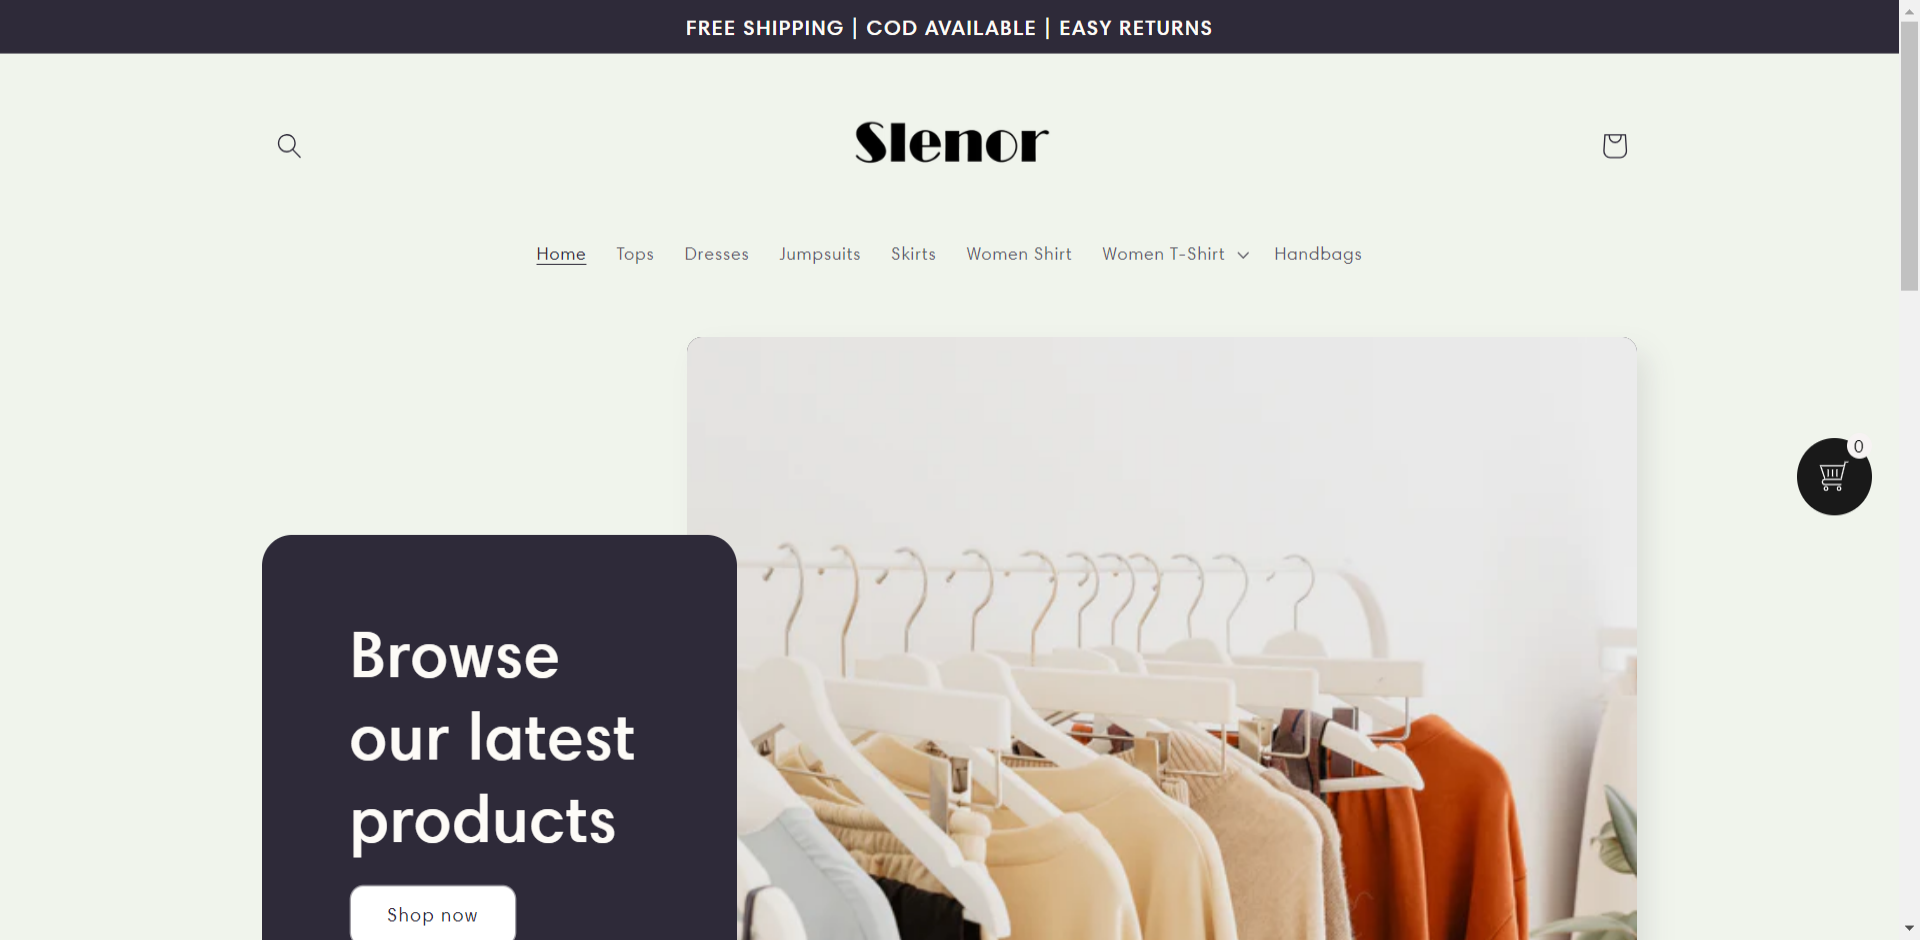 FREE SHIPPING | COD AVAILABLE | EASY RETURNS
Slenor
Home Tops Dresses Jumpsuits Skirts Women Shirt Women T-Shirt Handbags
0
Browse
our latest
products
Shop now